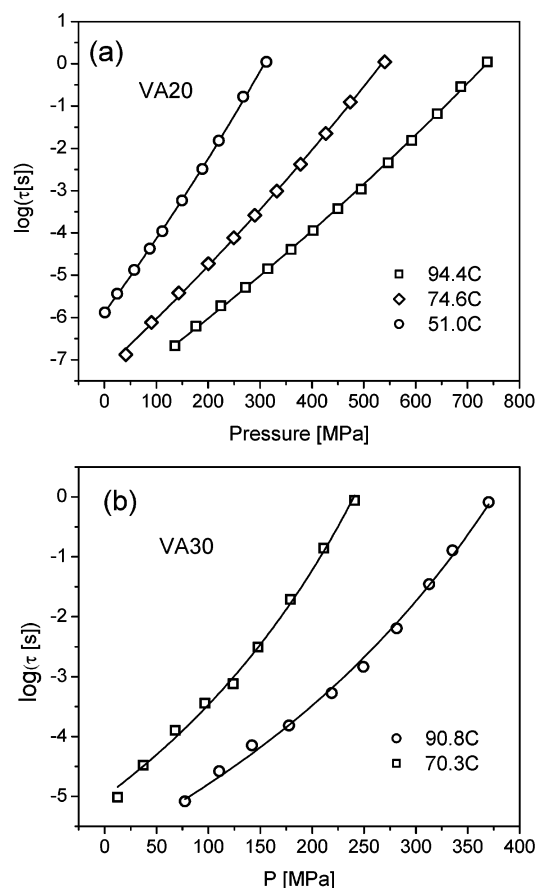 (a)
VA20
log(τ[s])
1
0
-1
-2
-3
-4
-5
-6
-7
94.4C
74.6C
51.0C
0 100 200 300 400 500 600 700 800
Pressure [MPa]
(b)
VA30
log(τ [s])
0
-1
-2
-3
-4
-5
90.8C
70.3C
0 50 100 150 200 250 300 350 400
P [MPa]